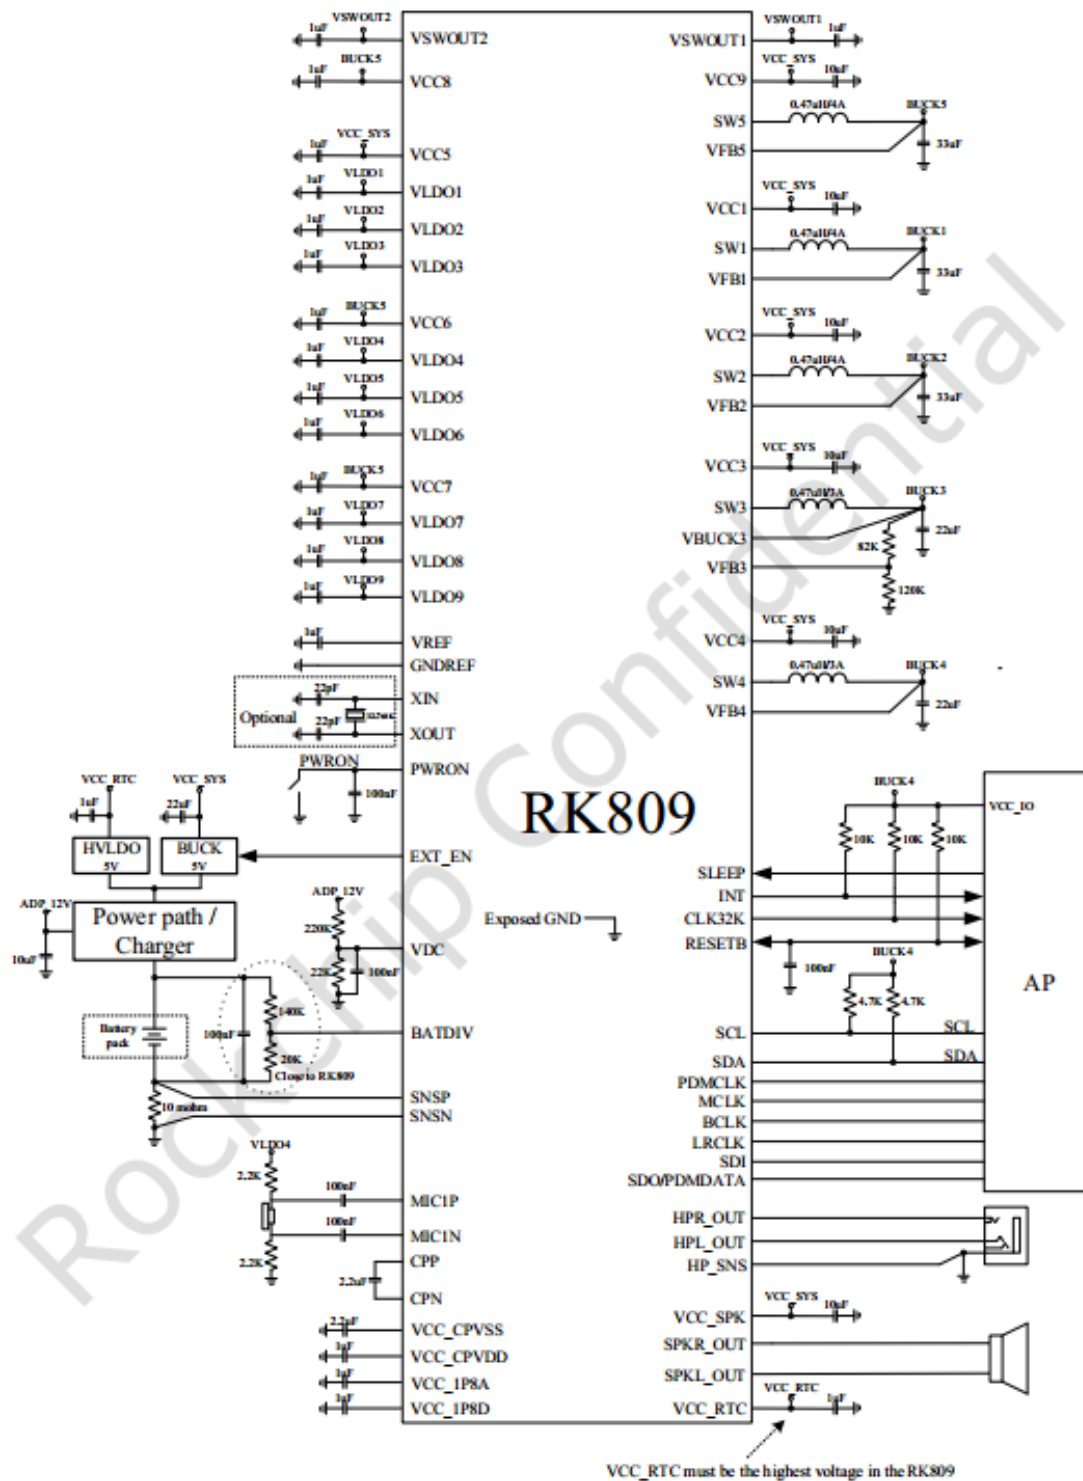 VSWOUT2
1uF
VSWOUT2
BUCK5
1uF
VCC8
VCC_SYS
1uF
VCC5
VLDO1
1uF
VLDO1
VLDO2
1uF
VLDO2
VLDO3
1uF
VLDO3
BUCK5
1uF
VCC6
VLDO4
1uF
VLDO4
VLDO5
1uF
VLDO5
VLDO6
1uF
VLDO6
BUCK5
1uF
VCC7
VLDO7
1uF
VLDO7
VLDO8
1uF
VLDO8
VLDO9
1uF
VLDO9
1uF
VREF
GNDREF
22pF
XIN
Optional
22pF
XOUT
PWRON
PWRON
100nF
VCC_RTC
VCC_SYS
1uF
22uF
HVLDO
5V
BUCK
5V
EXT_EN
ADP_12V
Power path /
Charger
10uF
ADP_12V
220K
VDC
22K
100nF
140K
100nF
BATDIV
20K
Close to RK809
Battery
pack
SNSP
10 mohm
SNSN
VLDO4
2.2K
100nF
MIC1P
100nF
MIC1N
2.2K
CPP
2.2uF
CPN
2.2uF
VCC_CPVSS
1uF
VCC_CPVDD
1uF
VCC_1P8A
1uF
VCC_1P8D
RK809
Exposed GND
VSWOUT1
VSWOUT1
1uF
VCC_SYS
VCC9
10uF
0.47uH/4A
BUCK5
SW5
VFB5
33uF
VCC_SYS
VCC1
10uF
0.47uH/4A
BUCK1
SW1
VFB1
33uF
VCC_SYS
VCC2
10uF
0.47uH/4A
BUCK2
SW2
VFB2
33uF
VCC_SYS
VCC3
10uF
0.47uH/3A
BUCK3
SW3
VBUCK3
22uF
82K
VFB3
120K
VCC_SYS
VCC4
10uF
0.47uH/3A
BUCK4
SW4
VFB4
22uF
BUCK4
VCC_IO
10K
10K
10K
SLEEP
INT
CLK32K
RESETB
100nF
BUCK4
AP
4.7K
4.7K
SCL
SCL
SDA
SDA
PDMCLK
MCLK
BCLK
LRCLK
SDI
SDO/PDMDATA
HPR_OUT
HPL_OUT
HP_SNS
VCC_SYS
VCC_SPK
10uF
SPKR_OUT
SPKL_OUT
VCC_RTC
VCC_RTC
1uF
VCC_RTC must be the highest voltage in the RK809
Rockchip Confidential